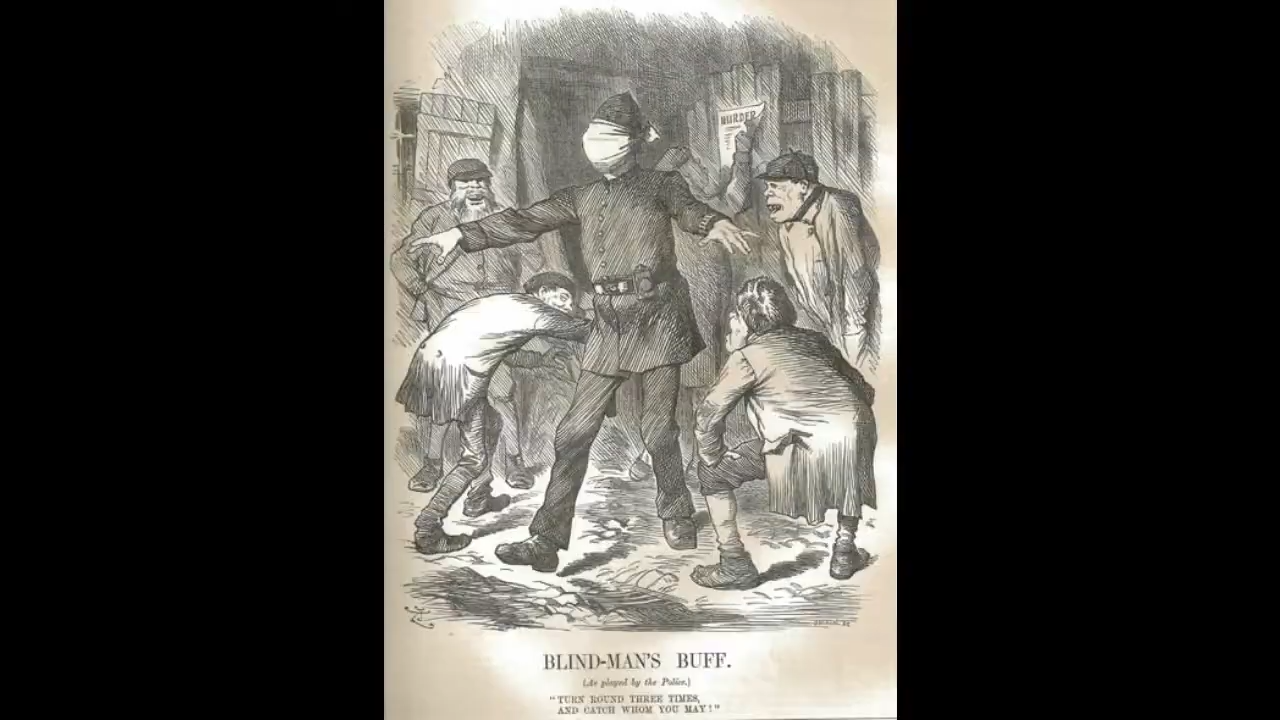 MURDER
BLIND-MAN'S BUFF.
(As played by the Police.)
"TURN ROUND THREE TIMES,
AND CATCH WHOM YOU MAY!"